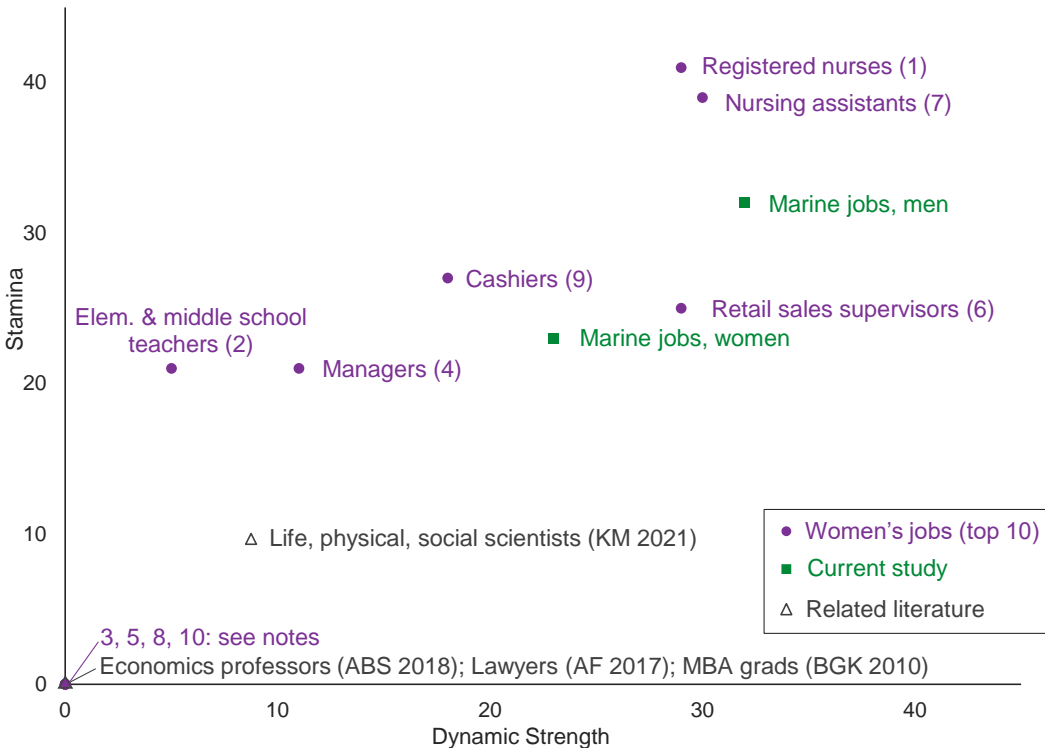 40
Registered nurses (1)
Nursing assistants (7)
Marine jobs, men
30
Cashiers (9)
Retail sales supervisors (6)
Elem. & middle school
teachers (2)
Marine jobs, women
Managers (4)
20
Stamina
10
Life, physical, social scientists (KM 2021)
Women’s jobs (top 10)
Current study
Related literature
3, 5, 8, 10: see notes
Economics professors (ABS 2018); Lawyers (AF 2017); MBA grads (BGK 2010)
0
0 10 20 30 40
Dynamic Strength